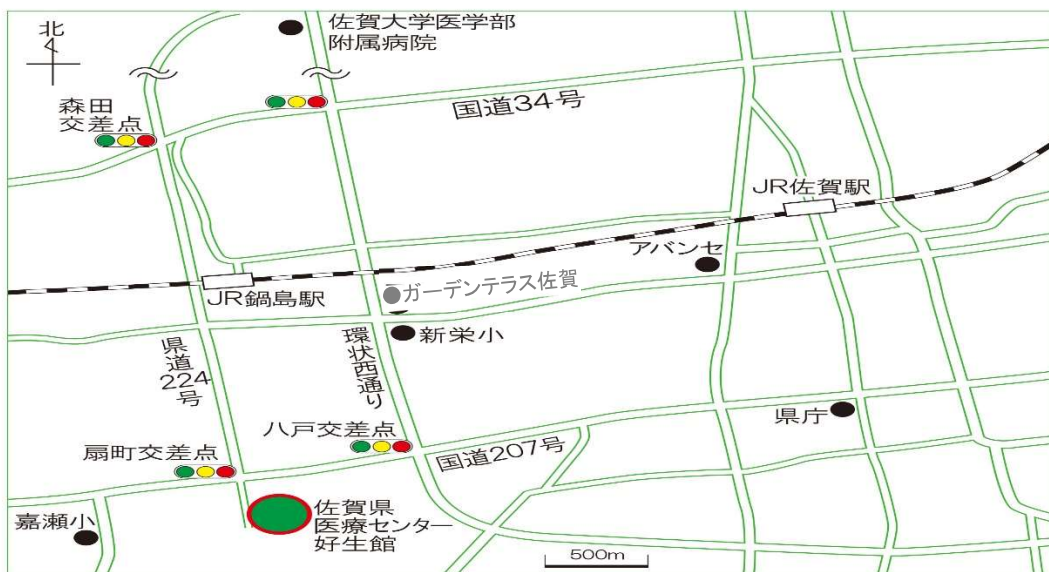 北
佐賀大学医学部
附属病院
森田
交差点
国道34号
JR佐賀駅
アバンセ
ガーデンテラス佐賀
JR鍋島駅
新栄小
県道
224号
環状西通り
県庁
八戸交差点
国道207号
扇町交差点
佐賀県
医療センター
好生館
嘉瀬小
500m